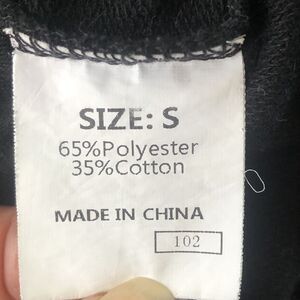 SIZE: S
65%Polyester
35%Cotton
MADE IN CHINA
102